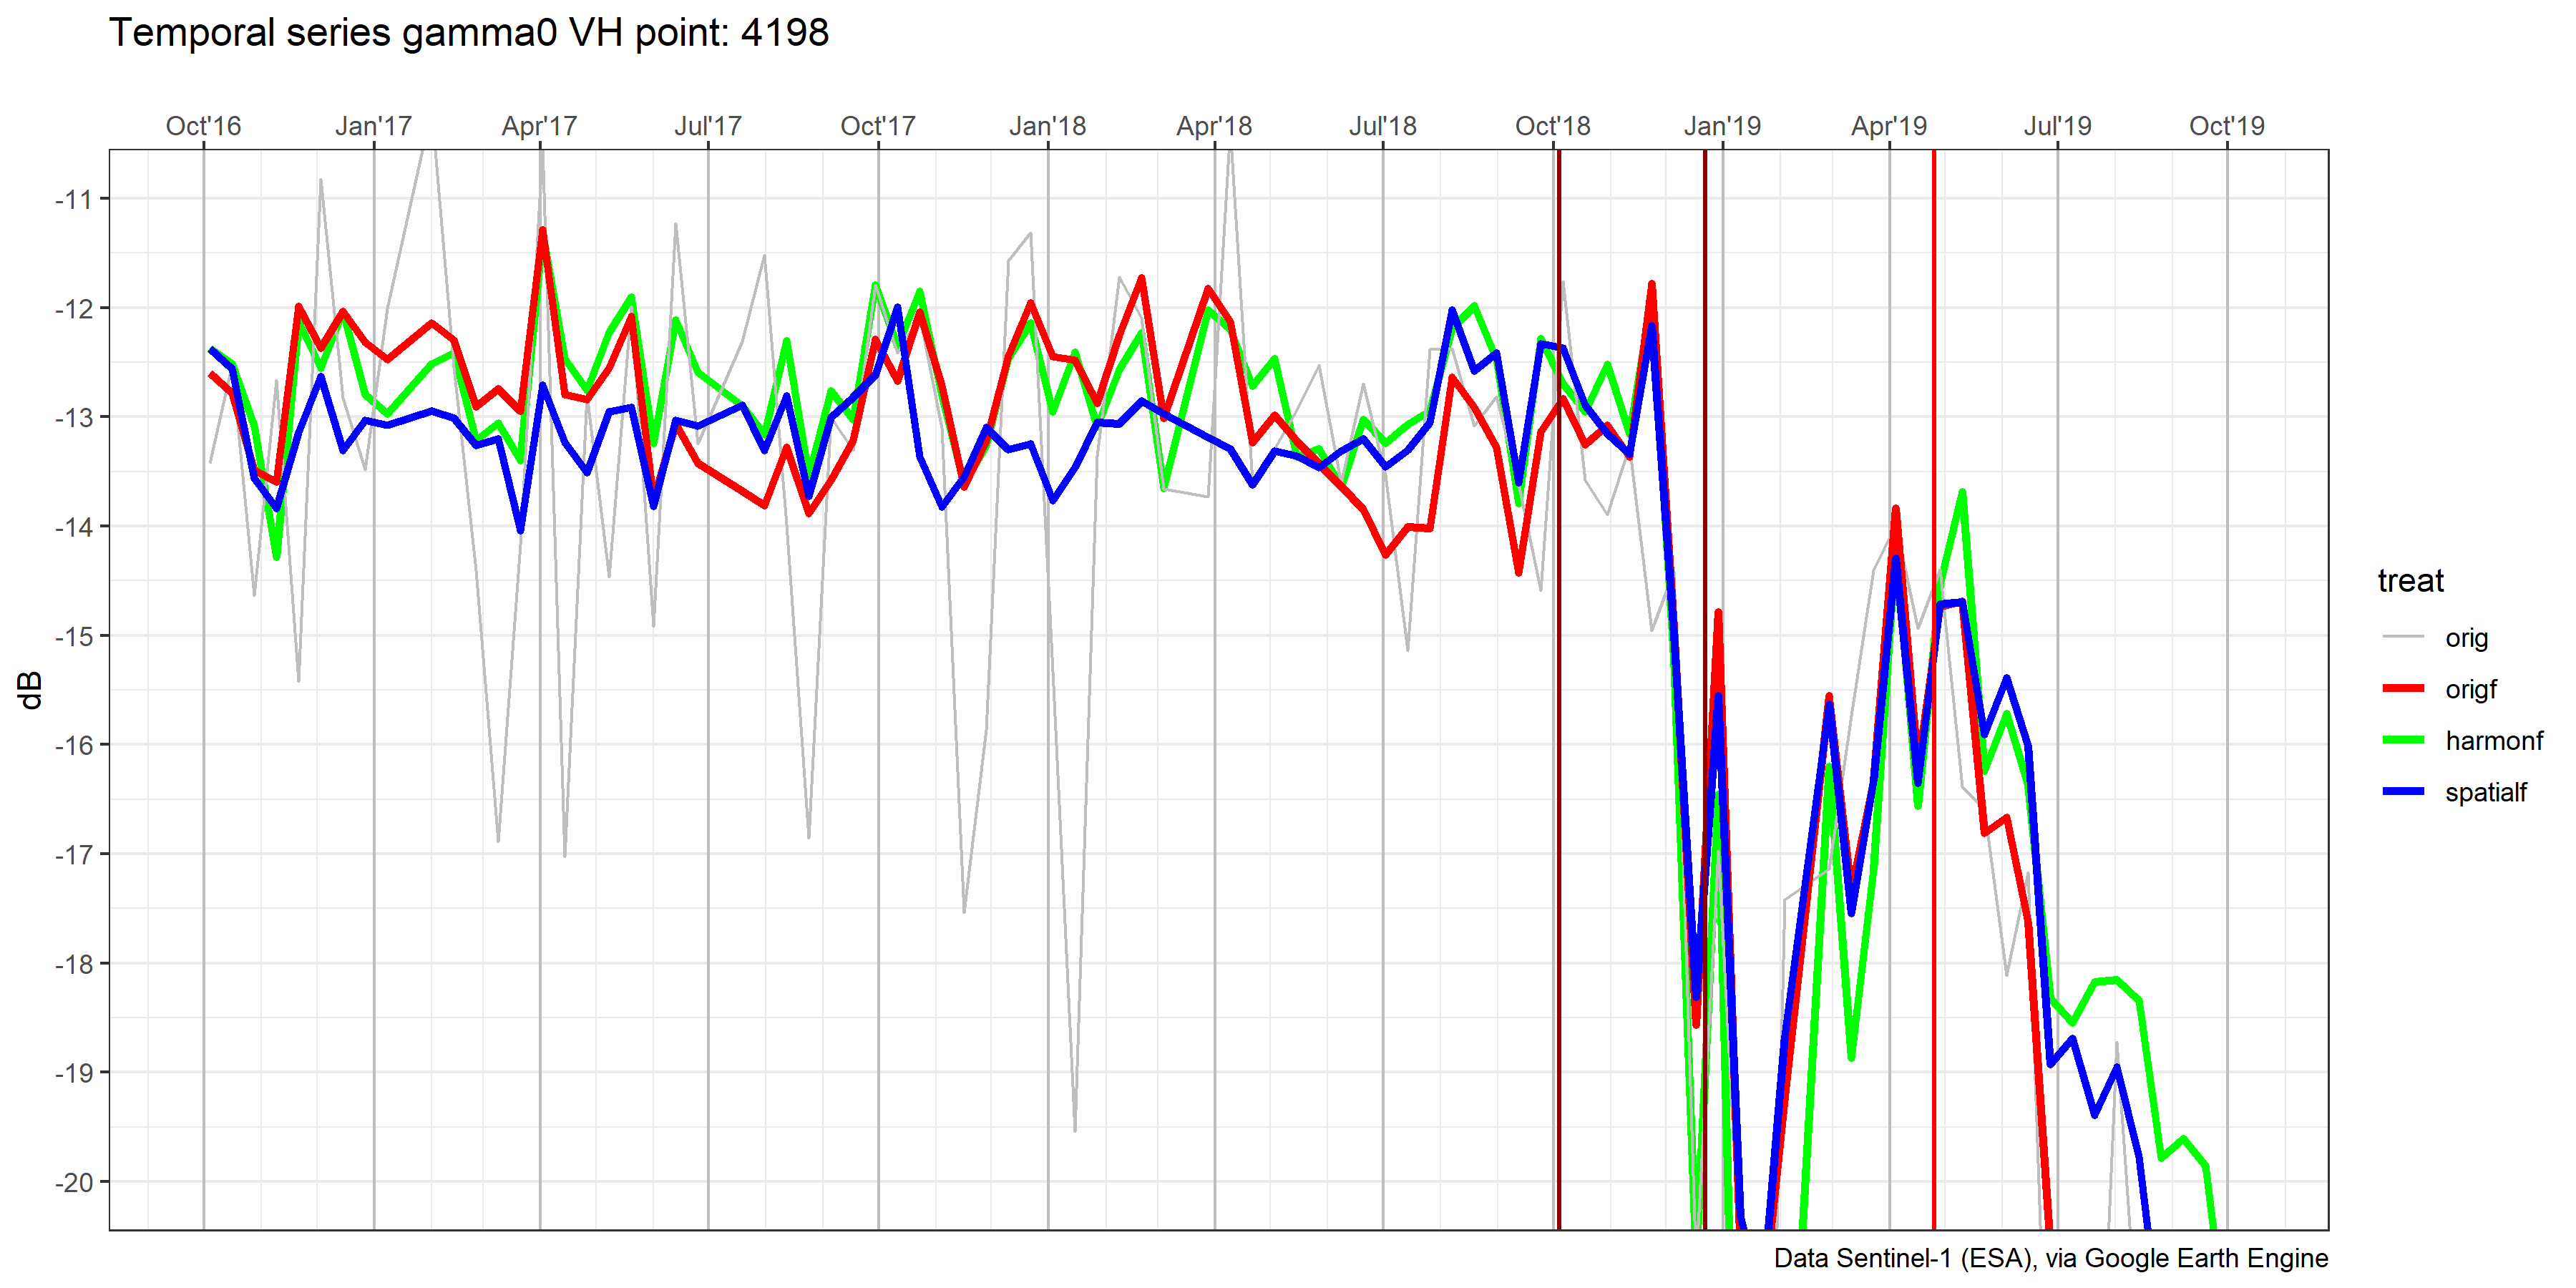 Temporal series gamma0 VH point: 4198
Oct'16 Jan'17 Apr'17 Jul'17 Oct'17 Jan'18 Apr'18 Jul'18 Oct'18 Jan'19 Apr'19 Jul'19 Oct'19
-11
-12
-13
-14
-15
-16
-17
-18
-19
-20
dB
treat
orig
origf
harmonf
spatialf
Data Sentinel-1 (ESA), via Google Earth Engine